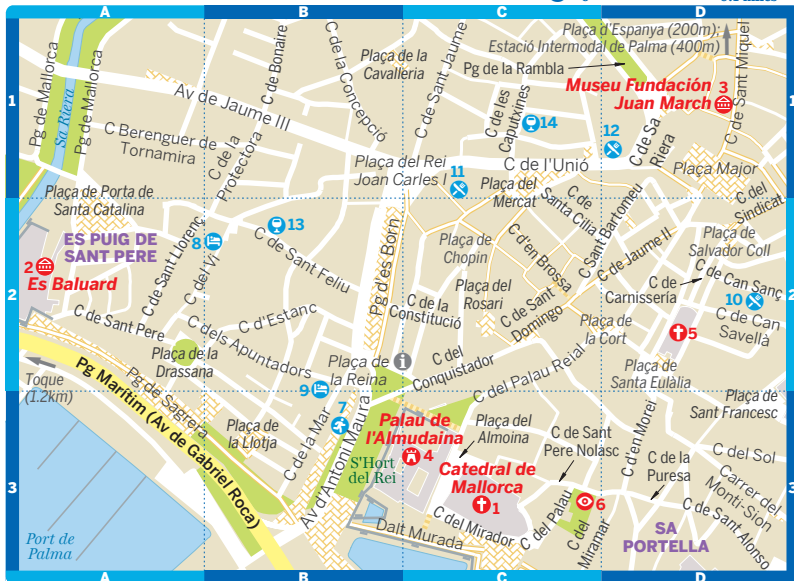 A
B
C
D
Plaça d'Espanya (200m);
Estació Intermodal de Palma (400m)
Pg de la Rambla
Museu Fundación
Juan March
3
C de Sant Miquel
1
1
Pg de Mallorca
Sa Riera
Pg de Mallorca
Av de Jaume III
C de Bonaire
C de la Concepció
Plaça de la
Cavalleria
C de Sant Jaume
C de les
Caputxines
14
12
C de Sa
Riera
C Berenguer de
Tornamira
C de la
Protectora
Plaça del Rei
Joan Carles I
11
C de l'Unió
Plaça Major
Plaça del
Mercat
C de
Santa Cilia
C Sant Bartomeu
C del
Sindicat
Plaça de Porta de
Santa Catalina
ES PUIG DE
SANT PERE
2
Es Baluard
8
13
C de Sant Llorenç
C del Vi
C de Sant Feliu
Pg d'es Born
Plaça de
Chopin
C d'en Brossa
C de Jaume II
Plaça de
Salvador Coll
2
2
Plaça del
Rosari
C de Sant
Domingo
C de
Carnisseria
C de Can Sanç
10
C de Can
Savellà
C de la
Constitució
Plaça de
la Cort
5
C de Sant Pere
C d'Estanc
C dels Apuntadors
Plaça de la
Drassana
Plaça de
la Reina
i
C del
Conquistador
C del Palau Reial
Plaça de
Santa Eulàlia
Toque
(1.2km)
Pg Marítim (Av de Gabriel Roca)
Pg de Sagrera
9
7
Plaça de
la Llotja
C de la Mar
Av d'Antoni Maura
S'Hort
del Rei
Palau de
l'Almudaina
4
Plaça del
Almoina
C de Sant
Pere Nolasc
C d'en Morei
Plaça de
Sant Francesc
C de la
Puresa
C del Sol
Carrer del
Monti-Sion
Catedral de
Mallorca
1
6
3
3
C del Mirador
C del Palau
C del
Miramar
C de Sant Alonso
SA
PORTELLA
Dalt Murada
Port de
Palma
A
B
C
D